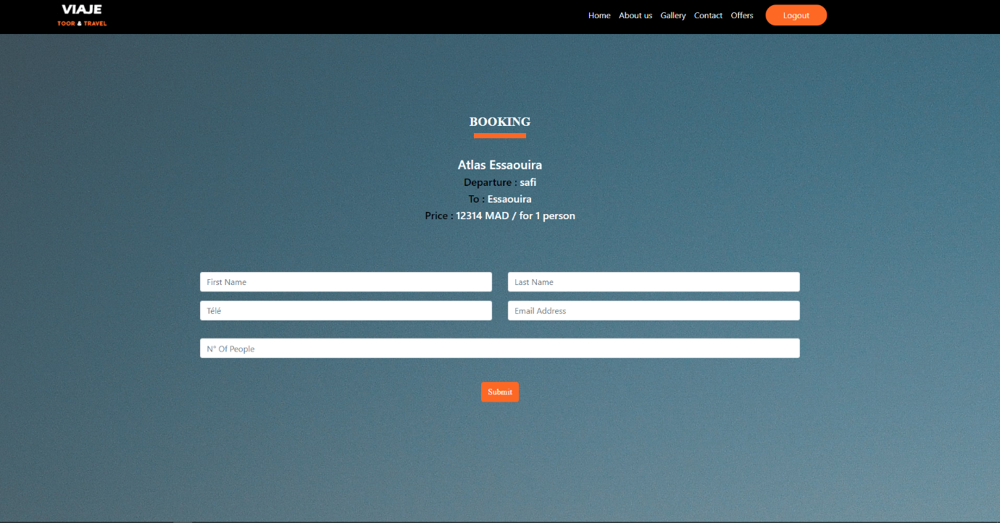 VIAJE
TOOR & TRAVEL
Home About us Gallery Contact Offers Logout
BOOKING
Atlas Essaouira
Departure : safi
To : Essaouira
Price : 12314 MAD / for 1 person
First Name Last Name
Télé Email Address
N° Of People
Submit